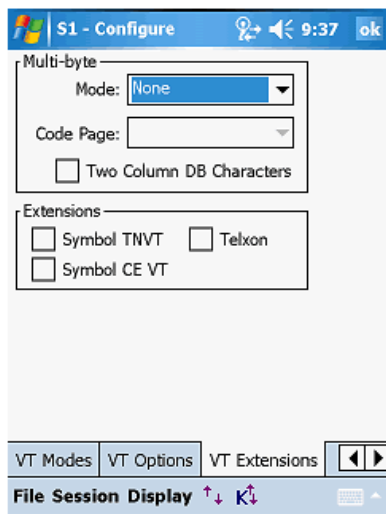 S1 - Configure 9:37 ok
Multi-byte
Mode: None
Code Page:
Two Column DB Characters
Extensions
Symbol TNVT Telxon
Symbol CE VT
VT Modes VT Options VT Extensions
File Session Display K